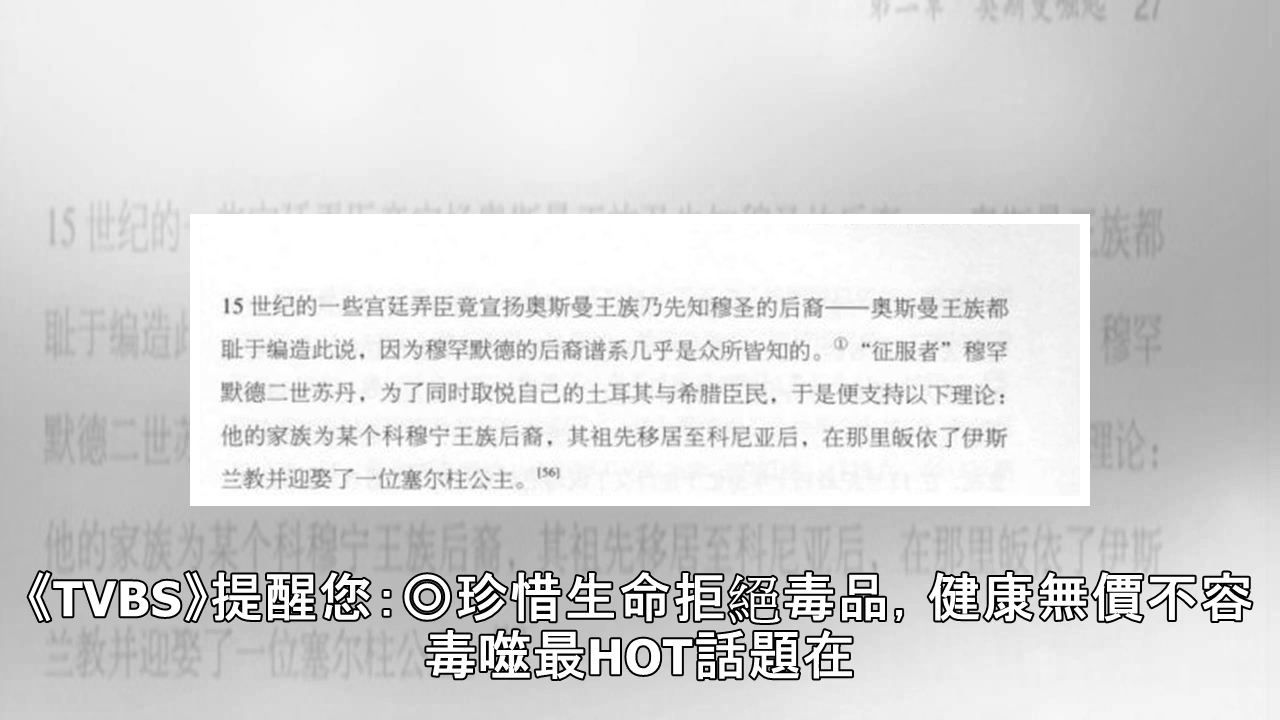 第二章 奥斯曼崛起 27
15 世纪的一些宫廷弄臣竟宣扬奥斯曼王族乃先知穆圣的后裔——奥斯曼王族都
耻于编造此说，因为穆罕默德的后裔谱系几乎是众所皆知的。① “征服者”穆罕
默德二世苏丹，为了同时取悦自己的土耳其与希腊臣民，于是便支持以下理论：
他的家族为某个科穆宁王族后裔，其祖先移居至科尼亚后，在那里皈依了伊斯
兰教并迎娶了一位塞尔柱公主。[56]
《TVBS》提醒您：◎珍惜生命拒絕毒品，健康無價不容
毒噬最HOT話題在